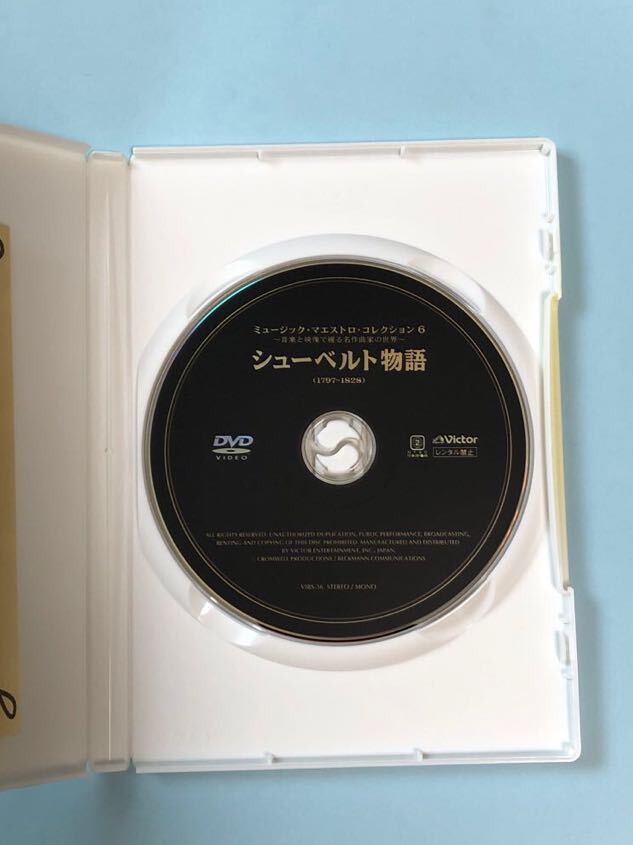 ミュージック・マエストロ・コレクション 6
～音楽と映像で綴る名作曲家の世界～
シューベルト物語
(1797~1828)
DVD
VIDEO
2
NTSC
Victor
レンタル禁止
ALL RIGHTS RESERVED. UNAUTHORIZED DUPLICATION, PUBLIC PERFORMANCE, BROADCASTING,
RENTING AND COPYING OF THIS DISC PROHIBITED. MANUFACTURED AND DISTRIBUTED
BY VICTOR ENTERTAINMENT, INC., JAPAN.
CROMWELL PRODUCTIONS / BECKMANN COMMUNICATIONS
VIBS-36 STEREO / MONO